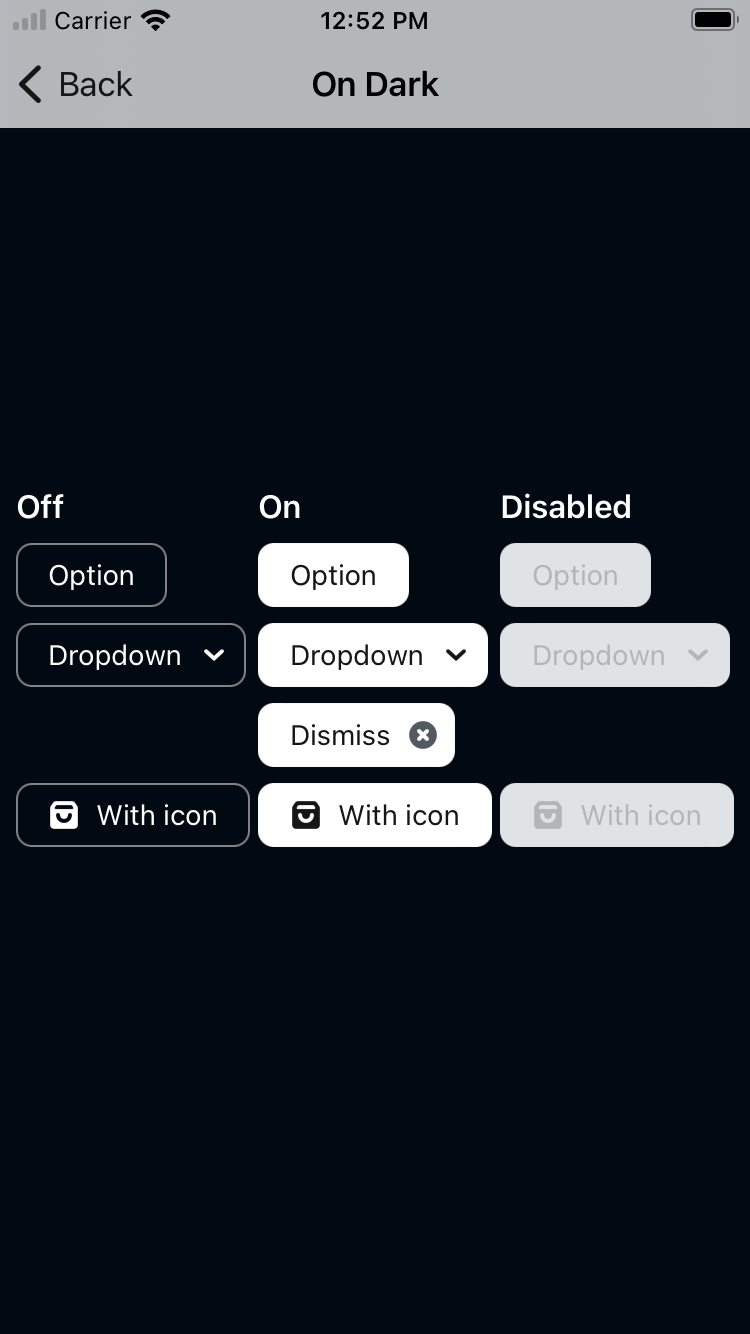 Carrier 12:52 PM
Back On Dark
Off On Disabled
Option Option Option
Dropdown Dropdown Dropdown
Dismiss
With icon With icon With icon